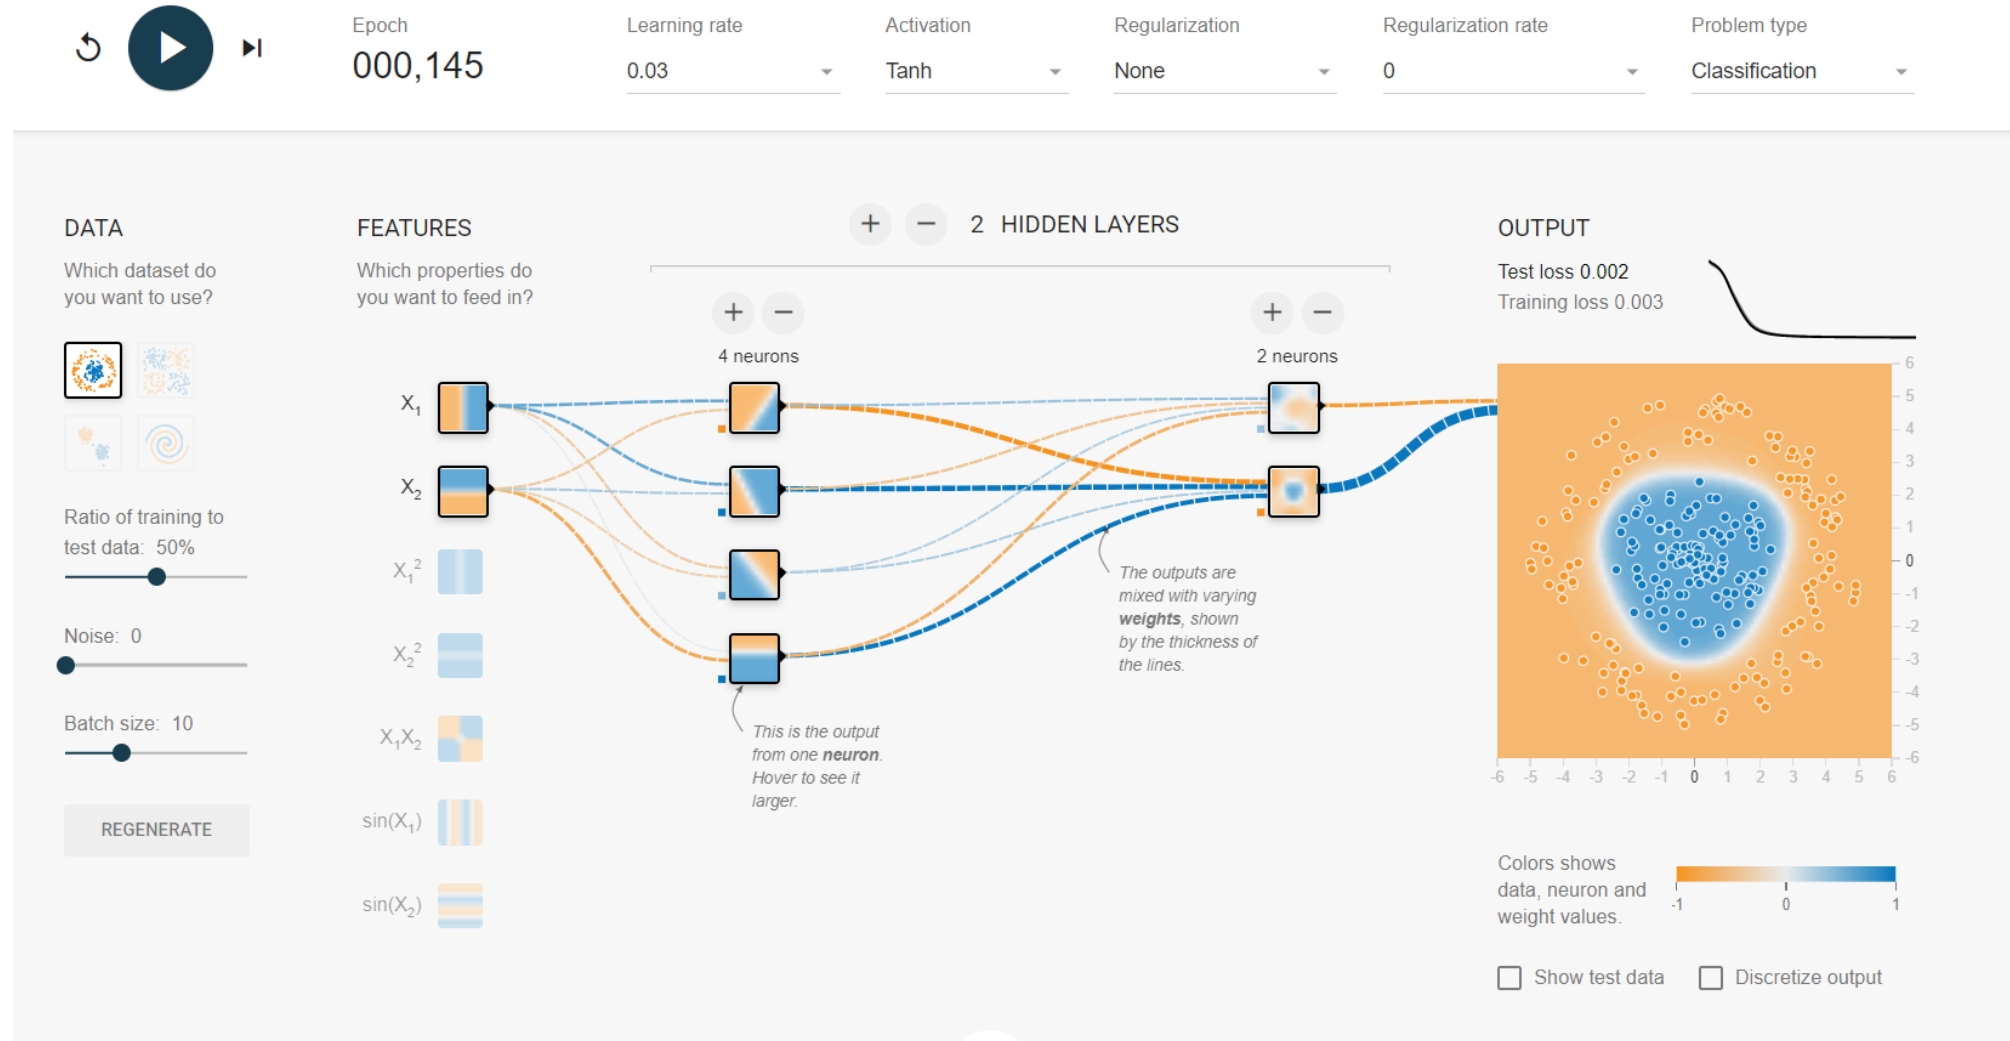 Epoch
000,145
Learning rate
0.03
Activation
Tanh
Regularization
None
Regularization rate
0
Problem type
Classification
DATA
Which dataset do
you want to use?
Ratio of training to
test data: 50%
Noise: 0
Batch size: 10
REGENERATE
FEATURES
Which properties do
you want to feed in?
X1
X2
X1²
X2²
X1X2
sin(X1)
sin(X2)
+ − 2 HIDDEN LAYERS
+ −
4 neurons
+ −
2 neurons
This is the output
from one neuron.
Hover to see it
larger.
The outputs are
mixed with varying
weights, shown
by the thickness of
the lines.
OUTPUT
Test loss 0.002
Training loss 0.003
6
5
4
3
2
1
0
-1
-2
-3
-4
-5
-6
-6 -5 -4 -3 -2 -1 0 1 2 3 4 5 6
Colors shows
data, neuron and
weight values.
-1 0 1
Show test data
Discretize output